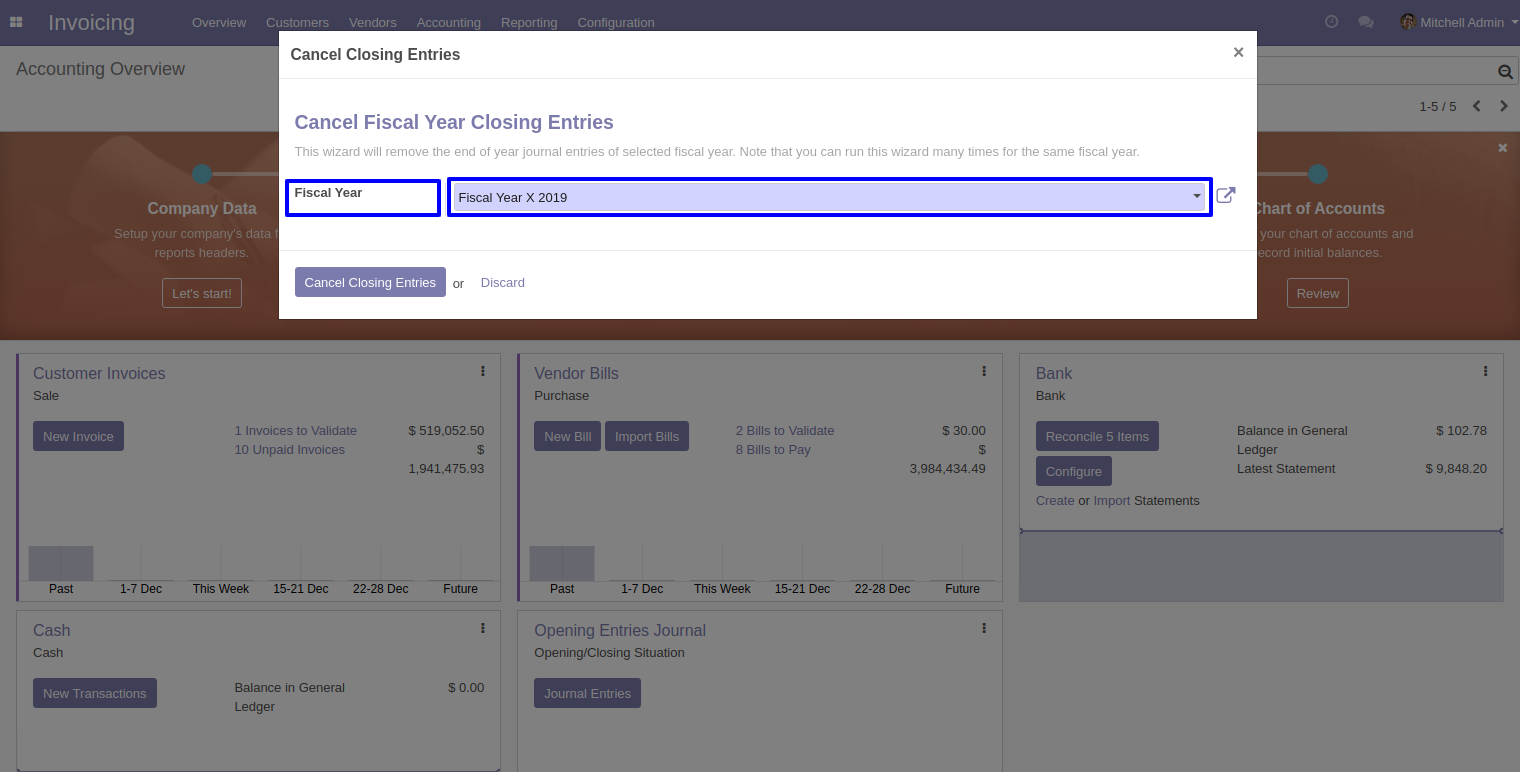 Invoicing Overview Customers Vendors Accounting Reporting Configuration Mitchell Admin
Accounting Overview
1-5 / 5
Cancel Closing Entries ×
Cancel Fiscal Year Closing Entries
This wizard will remove the end of year journal entries of selected fiscal year. Note that you can run this wizard many times for the same fiscal year.
Fiscal Year Fiscal Year X 2019
Cancel Closing Entries or Discard
Company Data
Setup your company's data
reports headers.
Let's start!
Chart of Accounts
your chart of accounts and
record initial balances.
Review
Customer Invoices
Sale
New Invoice
1 Invoices to Validate $ 519,052.50
10 Unpaid Invoices $
1,941,475.93
Past 1-7 Dec This Week 15-21 Dec 22-28 Dec Future
Vendor Bills
Purchase
New Bill Import Bills
2 Bills to Validate $ 30.00
8 Bills to Pay $
3,984,434.49
Past 1-7 Dec This Week 15-21 Dec 22-28 Dec Future
Bank
Bank
Reconcile 5 Items
Configure
Create or Import Statements
Balance in General $ 102.78
Ledger
Latest Statement $ 9,848.20
Cash
Cash
New Transactions
Balance in General $ 0.00
Ledger
Opening Entries Journal
Opening/Closing Situation
Journal Entries